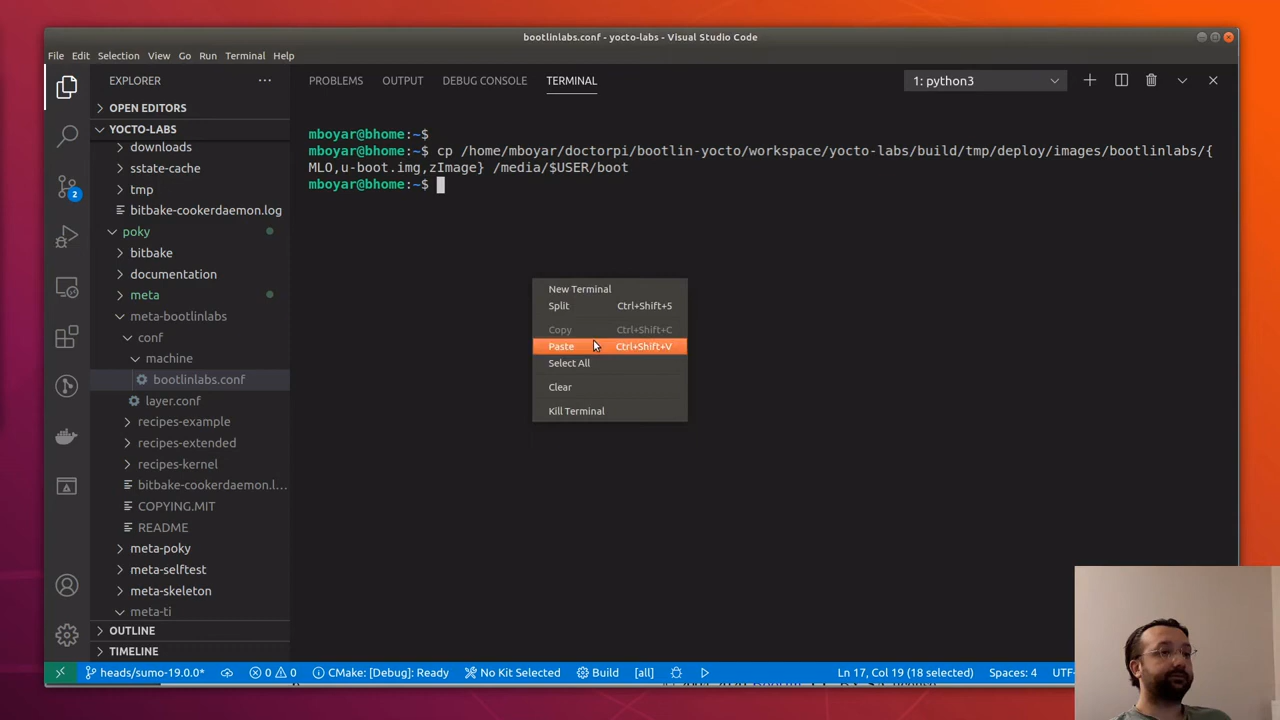 bootlinlabs.conf - yocto-labs - Visual Studio Code
File Edit Selection View Go Run Terminal Help
EXPLORER
OPEN EDITORS
YOCTO-LABS
downloads
sstate-cache
tmp
bitbake-cookerdaemon.log
poky
bitbake
documentation
meta
meta-bootlinlabs
conf
machine
bootlinlabs.conf
layer.conf
recipes-example
recipes-extended
recipes-kernel
bitbake-cookerdaemon.l...
COPYING.MIT
README
meta-poky
meta-selftest
meta-skeleton
meta-ti
OUTLINE
TIMELINE
2
PROBLEMS OUTPUT DEBUG CONSOLE TERMINAL
1: python3
mboyar@bhome:~$
mboyar@bhome:~$ cp /home/mboyar/doctorpi/bootlin-yocto/workspace/yocto-labs/build/tmp/deploy/images/bootlinlabs/{
MLO,u-boot.img,zImage} /media/$USER/boot
mboyar@bhome:~$
New Terminal
Split Ctrl+Shift+5
Copy Ctrl+Shift+C
Paste Ctrl+Shift+V
Select All
Clear
Kill Terminal
heads/sumo-19.0.0* 0 0 CMake: [Debug]: Ready No Kit Selected Build [all] Ln 17, Col 19 (18 selected) Spaces: 4 UTF-